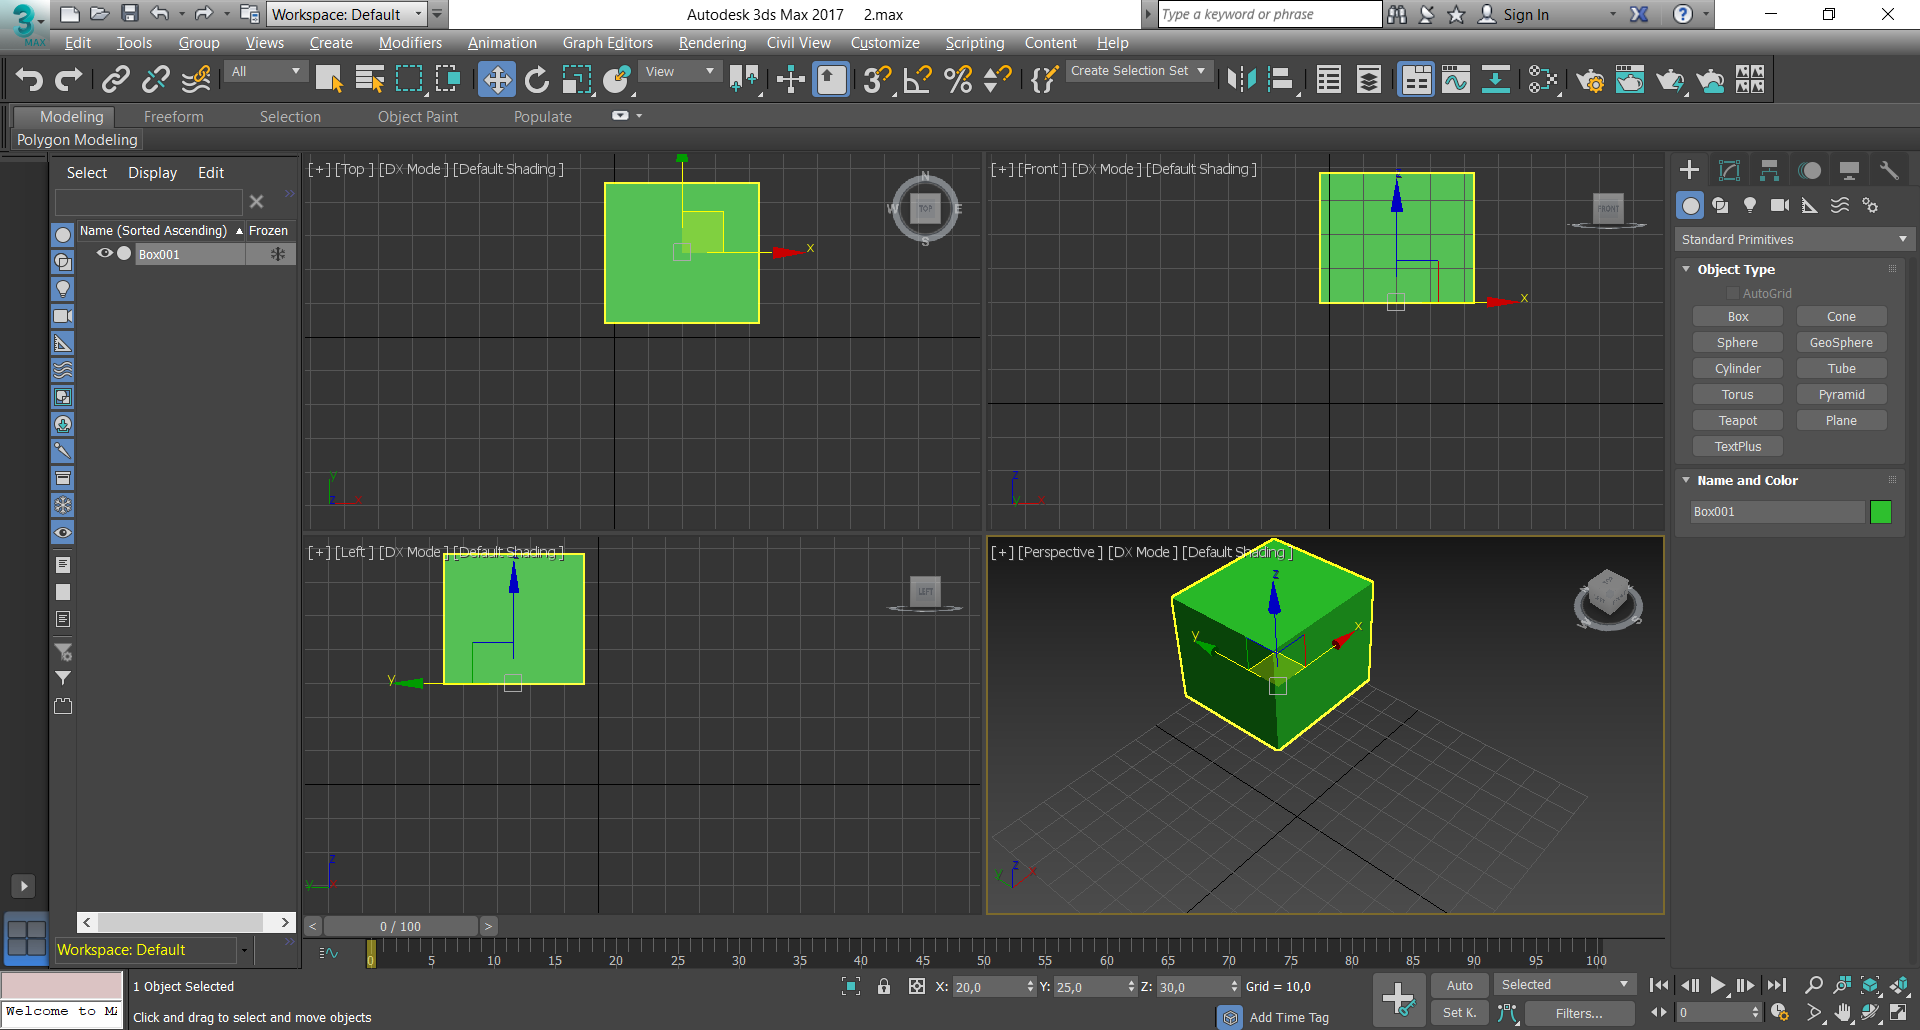 Workspace: Default
Autodesk 3ds Max 2017 2.max
Type a keyword or phrase
Sign In
MAX
Edit Tools Group Views Create Modifiers Animation Graph Editors Rendering Civil View Customize Scripting Content Help
All
View
Create Selection Set
Modeling Freeform Selection Object Paint Populate
Polygon Modeling
Select Display Edit
Name (Sorted Ascending) Frozen
Box001
[+] [Top ] [DX Mode ] [Default Shading ]
N
W TOP E
S
x
y
z x
[+] [Front ] [DX Mode ] [Default Shading ]
FRONT
z
x
z
y x
[+] [Left ] [DX Mode ] [Default Shading ]
LEFT
y
z
y x
[+] [Perspective ] [DX Mode ] [Default Shading ]
z
y x
W S
z
y x
Standard Primitives
Object Type
AutoGrid
Box Cone
Sphere GeoSphere
Cylinder Tube
Torus Pyramid
Teapot Plane
TextPlus
Name and Color
Box001
< 0 / 100 >
Workspace: Default
0 5 10 15 20 25 30 35 40 45 50 55 60 65 70 75 80 85 90 95 100
1 Object Selected
X: 20,0 Y: 25,0 Z: 30,0 Grid = 10,0
Auto Selected
Welcome to MA
Click and drag to select and move objects
Add Time Tag
Set K. Filters...
0